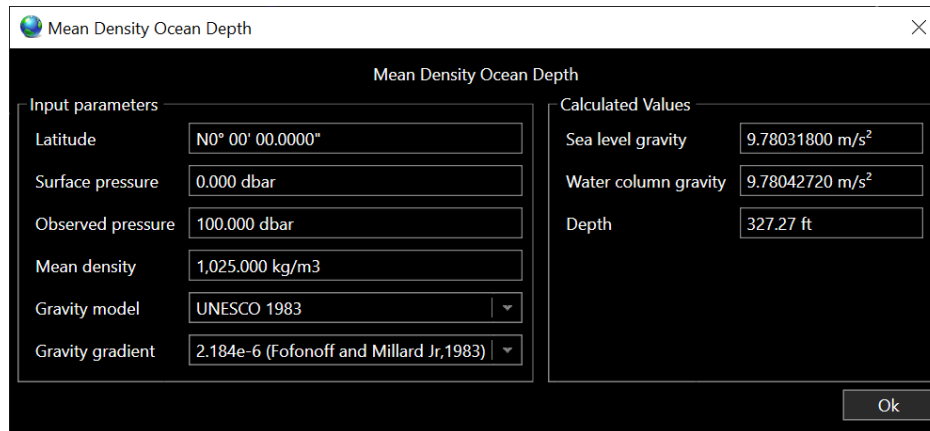 Mean Density Ocean Depth
Mean Density Ocean Depth
Input parameters
Latitude N0° 00' 00.0000"
Surface pressure 0.000 dbar
Observed pressure 100.000 dbar
Mean density 1,025.000 kg/m3
Gravity model UNESCO 1983
Gravity gradient 2.184e-6 (Fofonoff and Millard Jr,1983)
Calculated Values
Sea level gravity 9.78031800 m/s²
Water column gravity 9.78042720 m/s²
Depth 327.27 ft
Ok